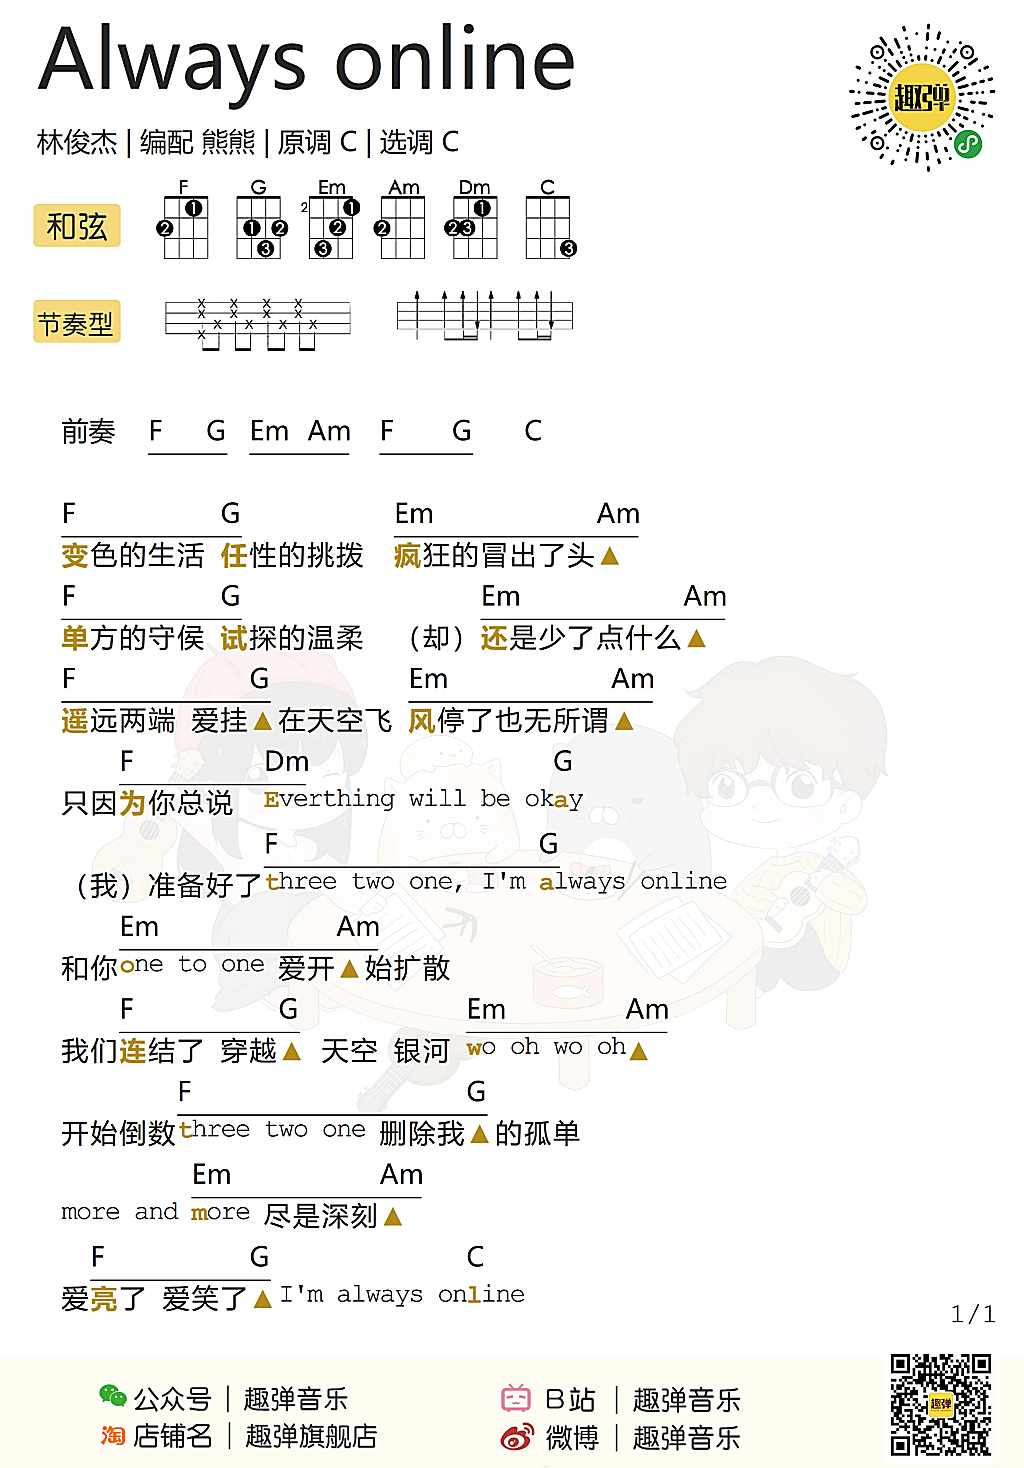 Always online
趣弹
林俊杰 | 编配 熊熊 | 原调 C | 选调 C
F G Em Am Dm C
和弦
2
节奏型
前奏 F G Em Am F G C
F G Em Am
变色的生活 任性的挑拨 疯狂的冒出了头▲
F G Em Am
单方的守侯 试探的温柔 （却）还是少了点什么▲
F G Em Am
遥远两端 爱挂▲在天空飞 风停了也无所谓▲
F Dm G
只因为你总说 Everthing will be okay
F G
（我）准备好了three two one, I'm always online
Em Am
和你one to one 爱开▲始扩散
F G Em Am
我们连结了 穿越▲ 天空 银河 wo oh wo oh▲
F G
开始倒数three two one 删除我▲的孤单
Em Am
more and more 尽是深刻▲
F G C
爱亮了 爱笑了▲I'm always online
1/1
公众号 | 趣弹音乐
B站 | 趣弹音乐
淘 店铺名 | 趣弹旗舰店
微博 | 趣弹音乐
趣弹